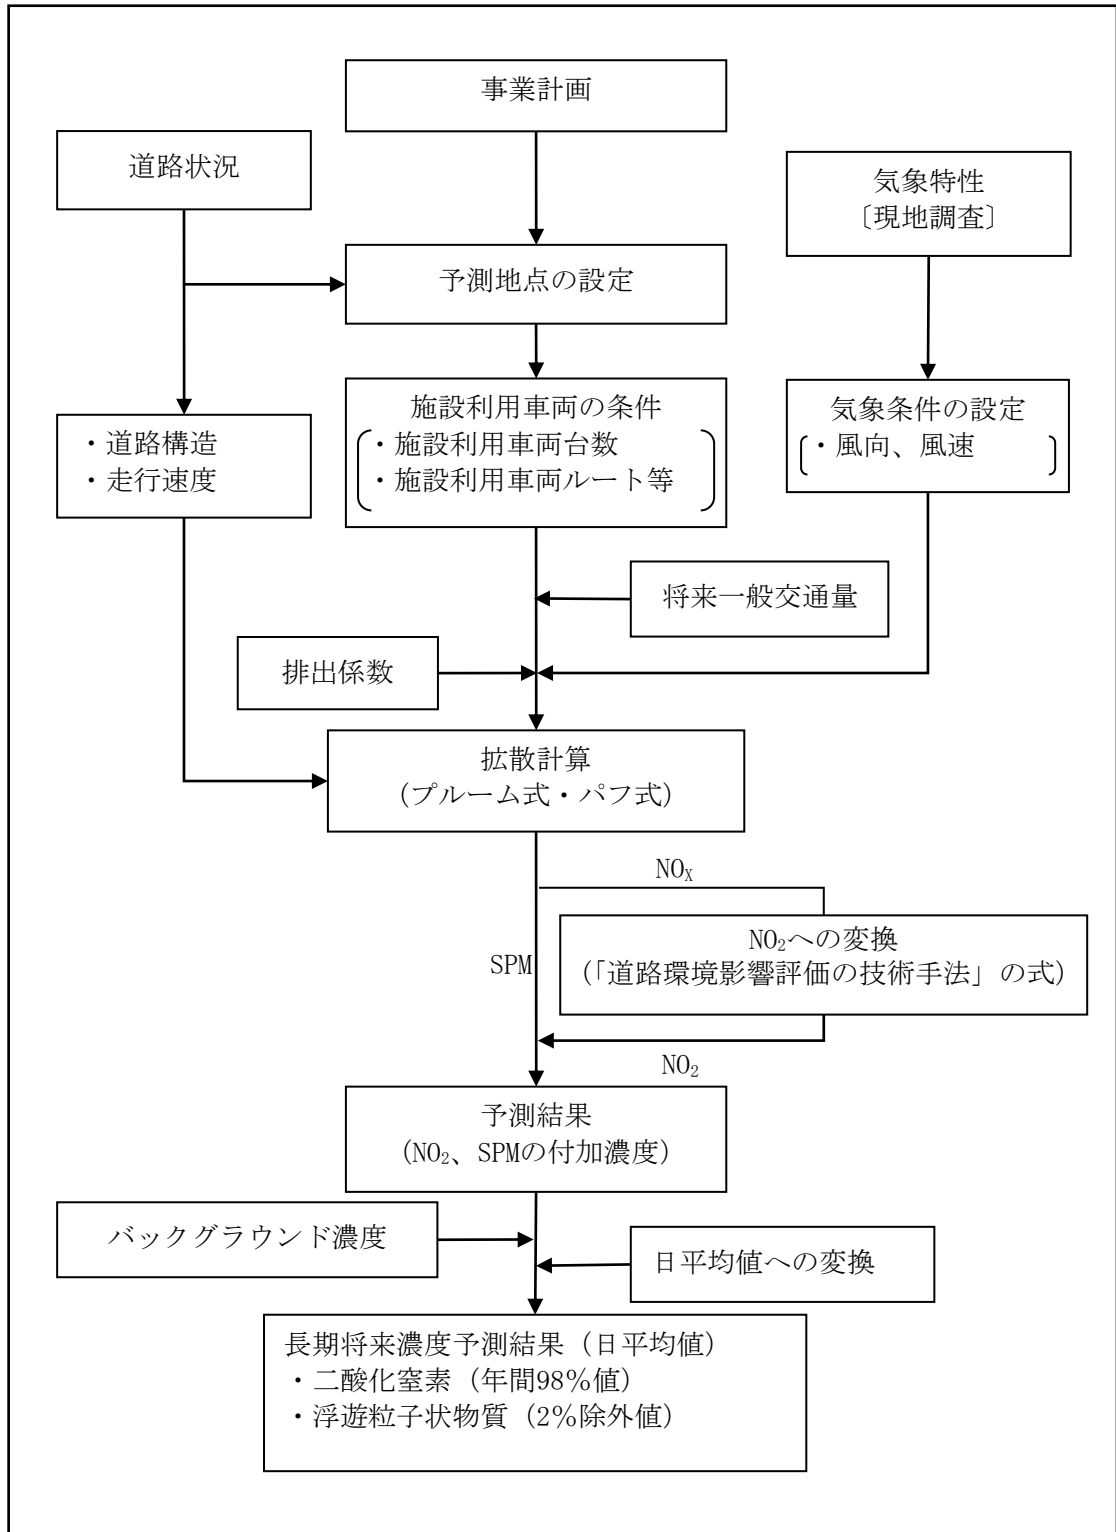 事業計画
道路状況
気象特性
〔現地調査〕
予測地点の設定
施設利用車両の条件
・施設利用車両台数
・施設利用車両ルート等
気象条件の設定
・風向、風速
・道路構造
・走行速度
将来一般交通量
排出係数
拡散計算
（プルーム式・パフ式）
NOX
NO2への変換
（「道路環境影響評価の技術手法」の式）
SPM
NO2
予測結果
（NO2、SPMの付加濃度）
バックグラウンド濃度
日平均値への変換
長期将来濃度予測結果（日平均値）
・二酸化窒素（年間98％値）
・浮遊粒子状物質（2％除外値）